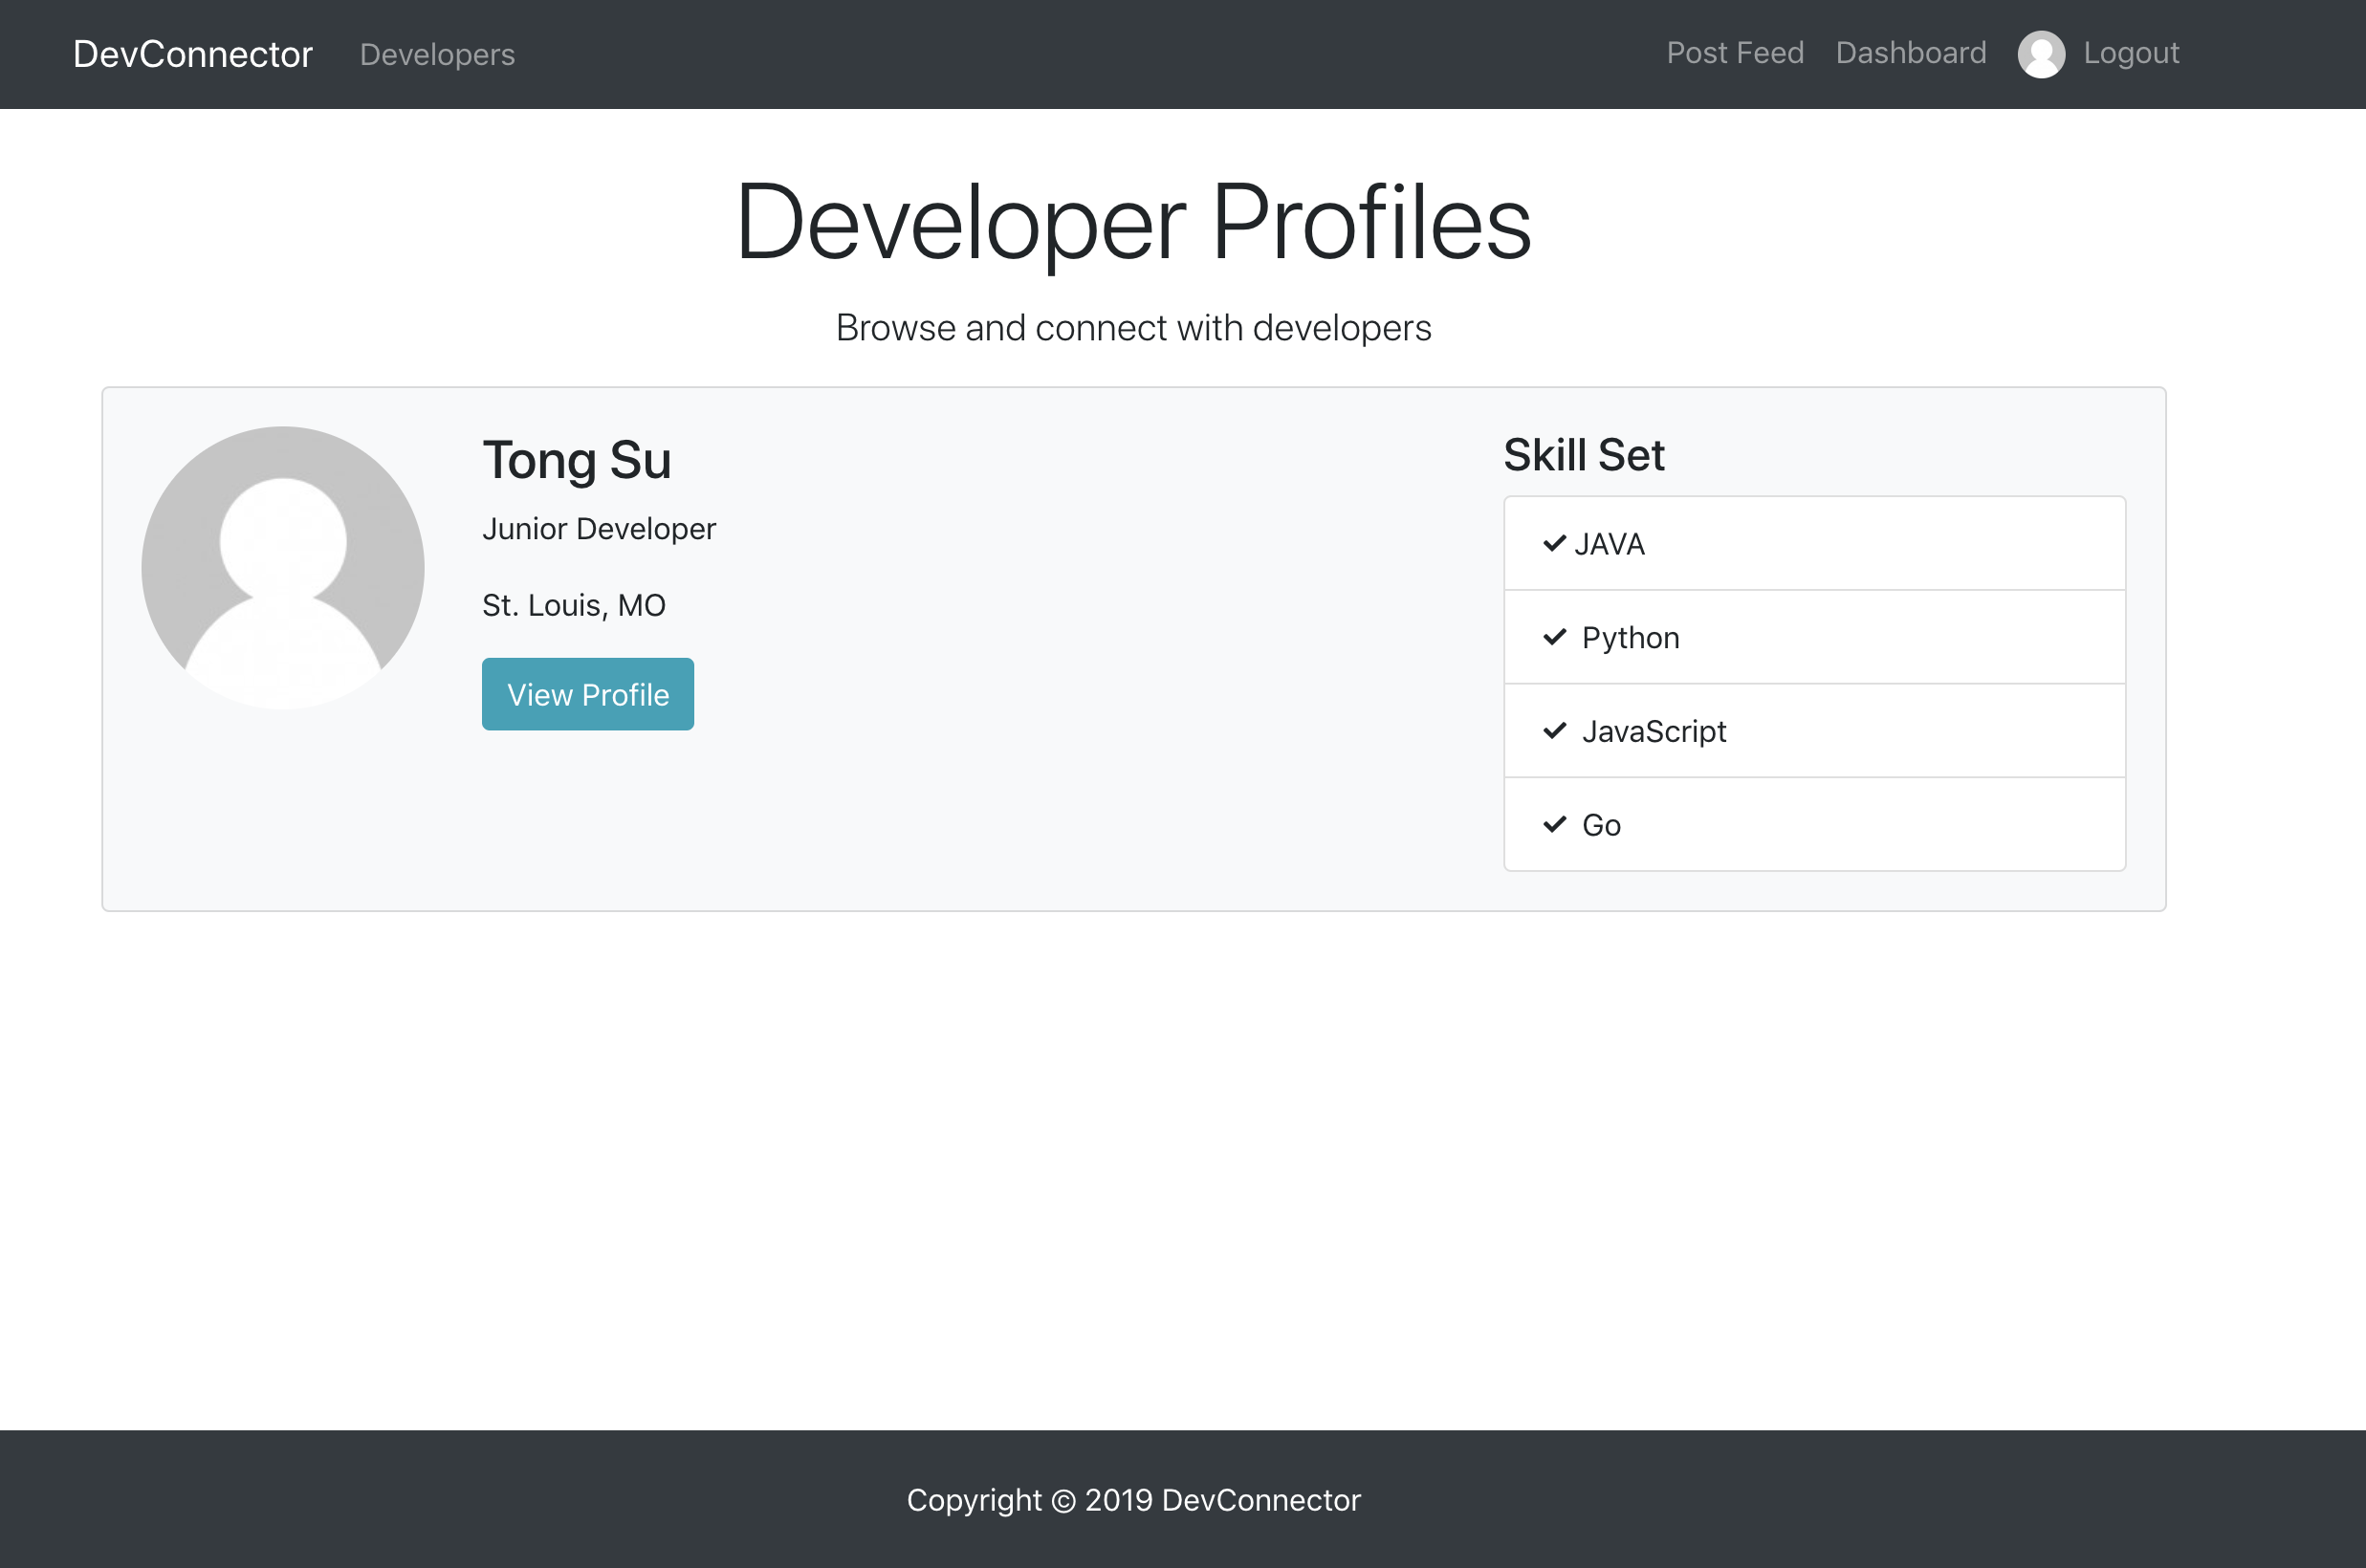 DevConnector Developers Post Feed Dashboard Logout
Developer Profiles
Browse and connect with developers
Tong Su
Junior Developer
St. Louis, MO
View Profile
Skill Set
JAVA
Python
JavaScript
Go
Copyright © 2019 DevConnector